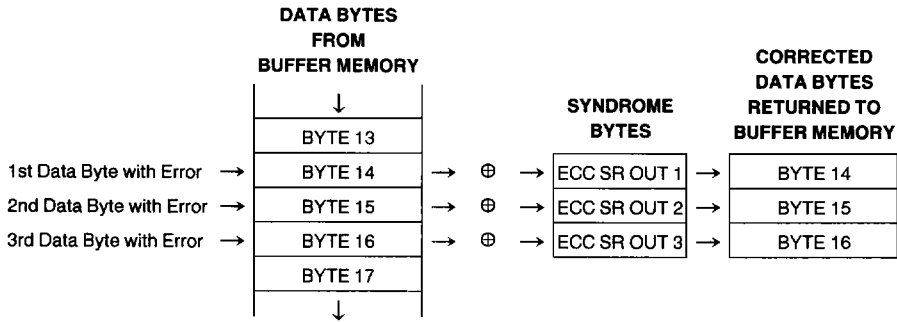 DATA BYTES
FROM
BUFFER MEMORY
CORRECTED
DATA BYTES
RETURNED TO
BUFFER MEMORY
SYNDROME
BYTES
↓
BYTE 13
1st Data Byte with Error → BYTE 14 → ⊕ → ECC SR OUT 1 → BYTE 14
2nd Data Byte with Error → BYTE 15 → ⊕ → ECC SR OUT 2 → BYTE 15
3rd Data Byte with Error → BYTE 16 → ⊕ → ECC SR OUT 3 → BYTE 16
BYTE 17
↓